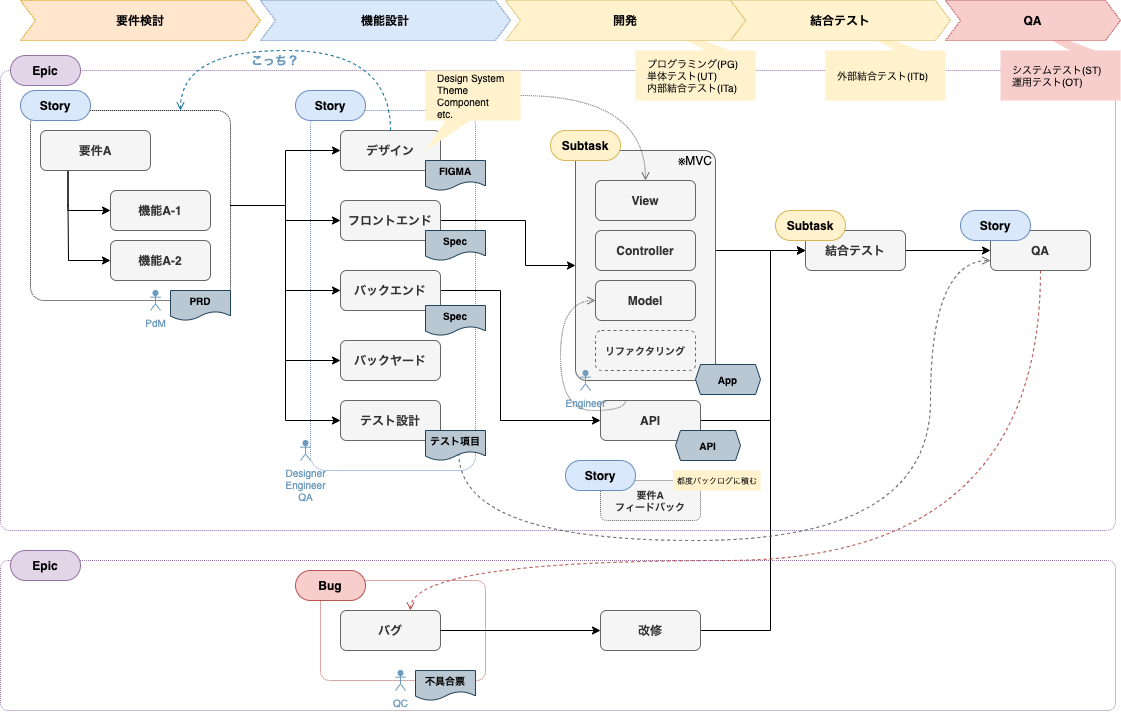 要件検討
機能設計
開発
結合テスト
QA
Epic
こっち？
Design System
Theme
Component
etc.
プログラミング(PG)
単体テスト(UT)
内部結合テスト(ITa)
外部結合テスト(ITb)
システムテスト(ST)
運用テスト(OT)
Story
要件A
機能A-1
機能A-2
PRD
PdM
Story
デザイン
FIGMA
フロントエンド
Spec
バックエンド
Spec
バックヤード
テスト設計
テスト項目
Designer
Engineer
QA
Subtask
※MVC
View
Controller
Model
リファクタリング
App
Engineer
API
API
Story
都度バックログに積む
要件A
フィードバック
Subtask
結合テスト
Story
QA
Epic
Bug
バグ
改修
不具合票
QC